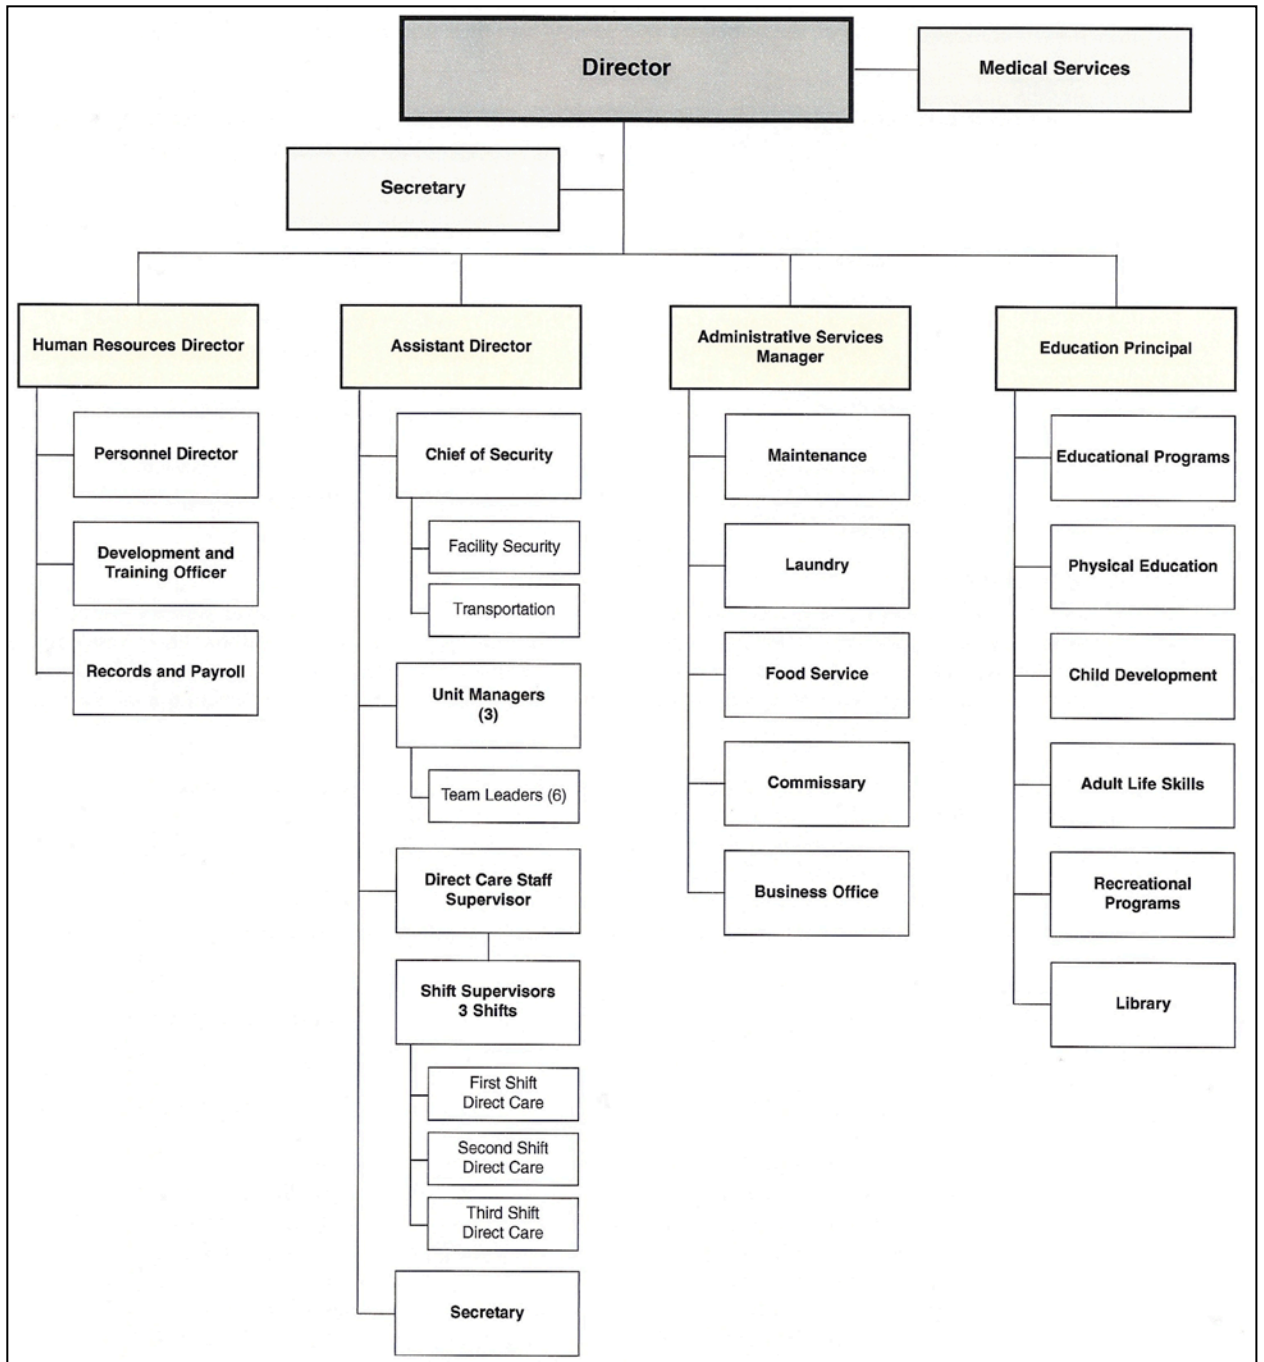 Director
Medical Services
Secretary
Human Resources Director
Personnel Director
Development and
Training Officer
Records and Payroll
Assistant Director
Chief of Security
Facility Security
Transportation
Unit Managers
(3)
Team Leaders (6)
Direct Care Staff
Supervisor
Shift Supervisors
3 Shifts
First Shift
Direct Care
Second Shift
Direct Care
Third Shift
Direct Care
Secretary
Administrative Services
Manager
Maintenance
Laundry
Food Service
Commissary
Business Office
Education Principal
Educational Programs
Physical Education
Child Development
Adult Life Skills
Recreational
Programs
Library